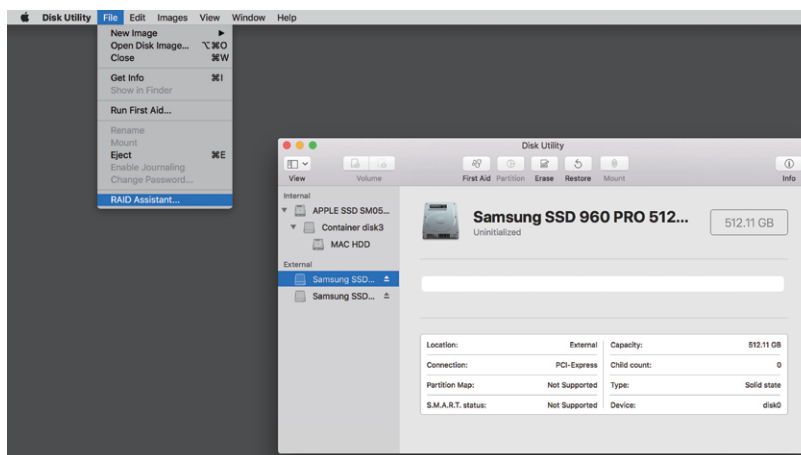 Disk Utility File Edit Images View Window Help
New Image ▶
Open Disk Image... ⌥⌘O
Close ⌘W
Get Info ⌘I
Show in Finder
Run First Aid...
Rename
Mount
Eject ⌘E
Enable Journaling
Change Password...
RAID Assistant...
Disk Utility
View Volume First Aid Partition Erase Restore Mount Info
Internal
APPLE SSD SM05...
Container disk3
MAC HDD
External
Samsung SSD...
Samsung SSD...
Samsung SSD 960 PRO 512...
Uninitialized
512.11 GB
Location: External Capacity: 512.11 GB
Connection: PCI-Express Child count: 0
Partition Map: Not Supported Type: Solid state
S.M.A.R.T. status: Not Supported Device: disk0